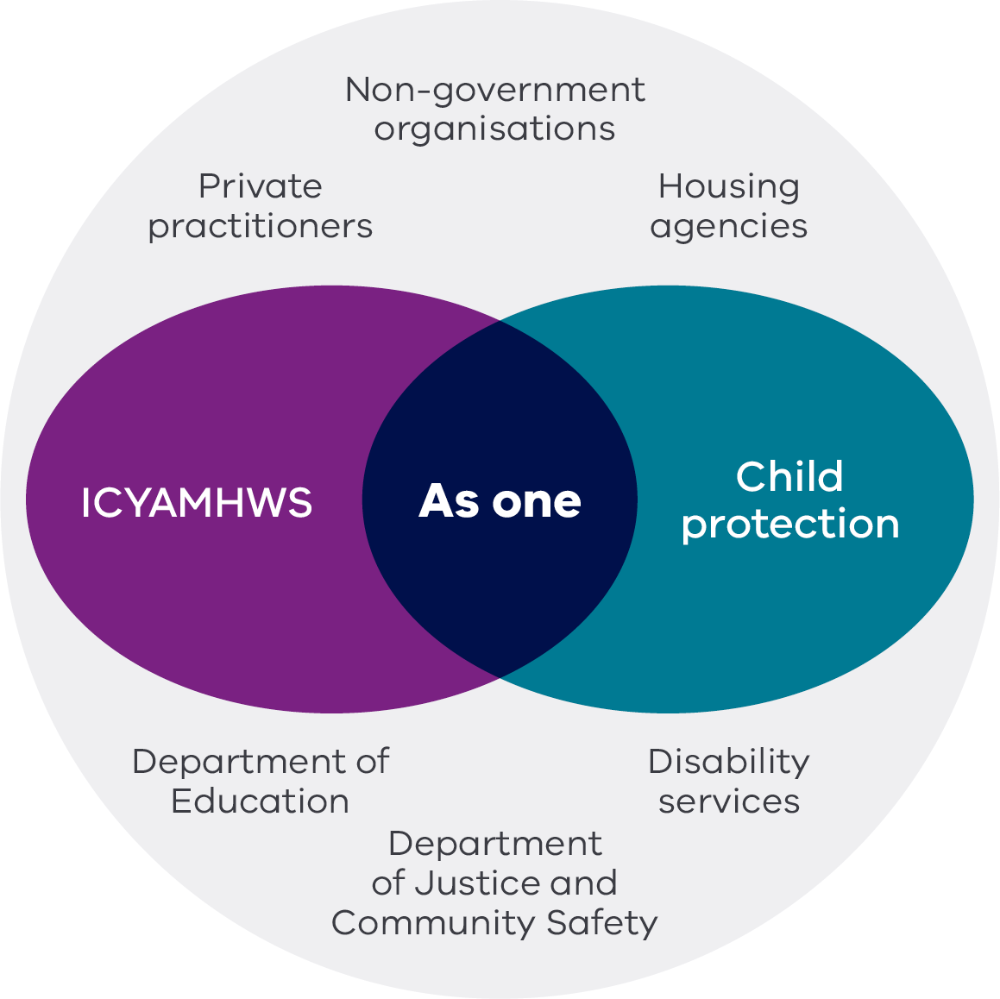 Non-government
organisations
Private
practitioners
Housing
agencies
ICYAMHWS
As one
Child
protection
Department of
Education
Disability
services
Department
of Justice and
Community Safety